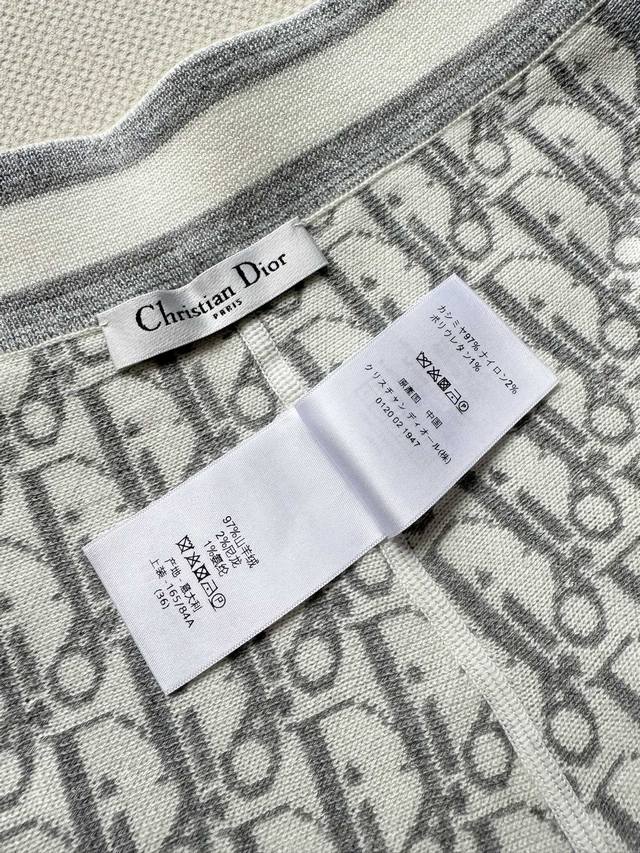 Christian Dior
PARIS
カシミヤ97% ナイロン2%
ポリウレタン1%
原産国 中国
クリスチャン ディオール(株)
0120 02 1947
97%山羊绒
2%尼龙
1%氨纶
产地 : 意大利
上装 - 165/84A
(36)